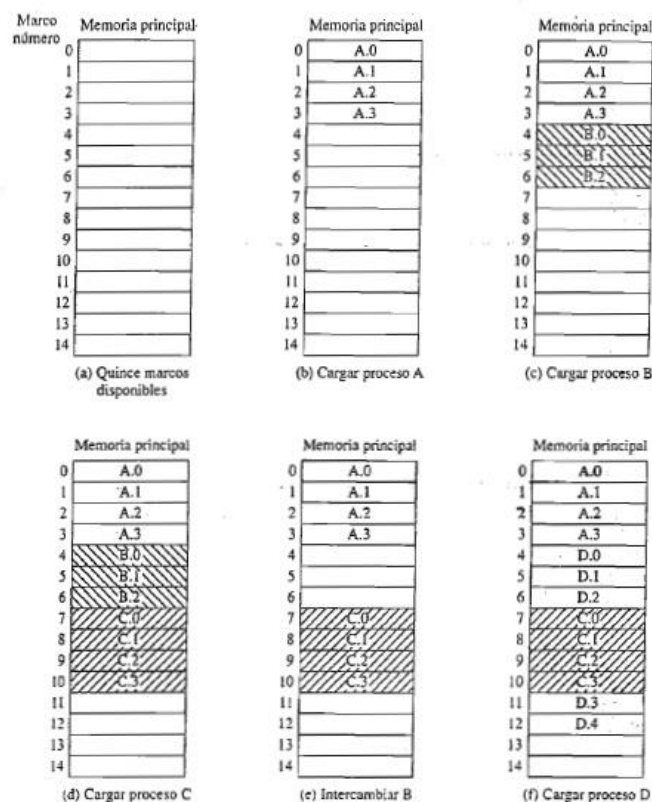 Marco número
Memoria principal
0
1
2
3
4
5
6
7
8
9
10
11
12
13
14
(a) Quince marcos disponibles
Memoria principal
0 A.0
1 A.1
2 A.2
3 A.3
4
5
6
7
8
9
10
11
12
13
14
(b) Cargar proceso A
Memoria principal
0 A.0
1 A.1
2 A.2
3 A.3
4 B.0
5 B.1
6 B.2
7
8
9
10
11
12
13
14
(c) Cargar proceso B
Memoria principal
0 A.0
1 A.1
2 A.2
3 A.3
4 B.0
5 B.1
6 B.2
7 C.0
8 C.1
9 C.2
10 C.3
11
12
13
14
(d) Cargar proceso C
Memoria principal
0 A.0
1 A.1
2 A.2
3 A.3
4
5
6
7 C.0
8 C.1
9 C.2
10 C.3
11
12
13
14
(e) Intercambiar B
Memoria principal
0 A.0
1 A.1
2 A.2
3 A.3
4 D.0
5 D.1
6 D.2
7 C.0
8 C.1
9 C.2
10 C.3
11 D.3
12 D.4
13
14
(f) Cargar proceso D